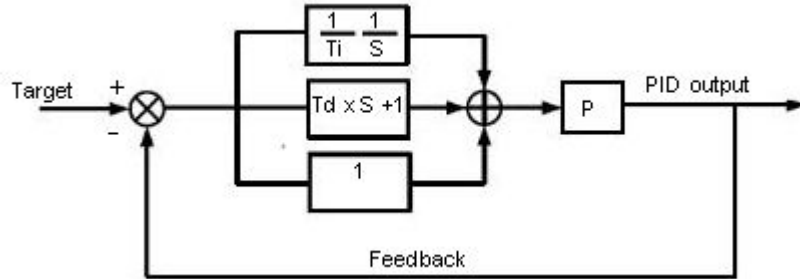 1 1
Ti S
Target
+
−
Td x S +1
P
PID output
1
Feedback